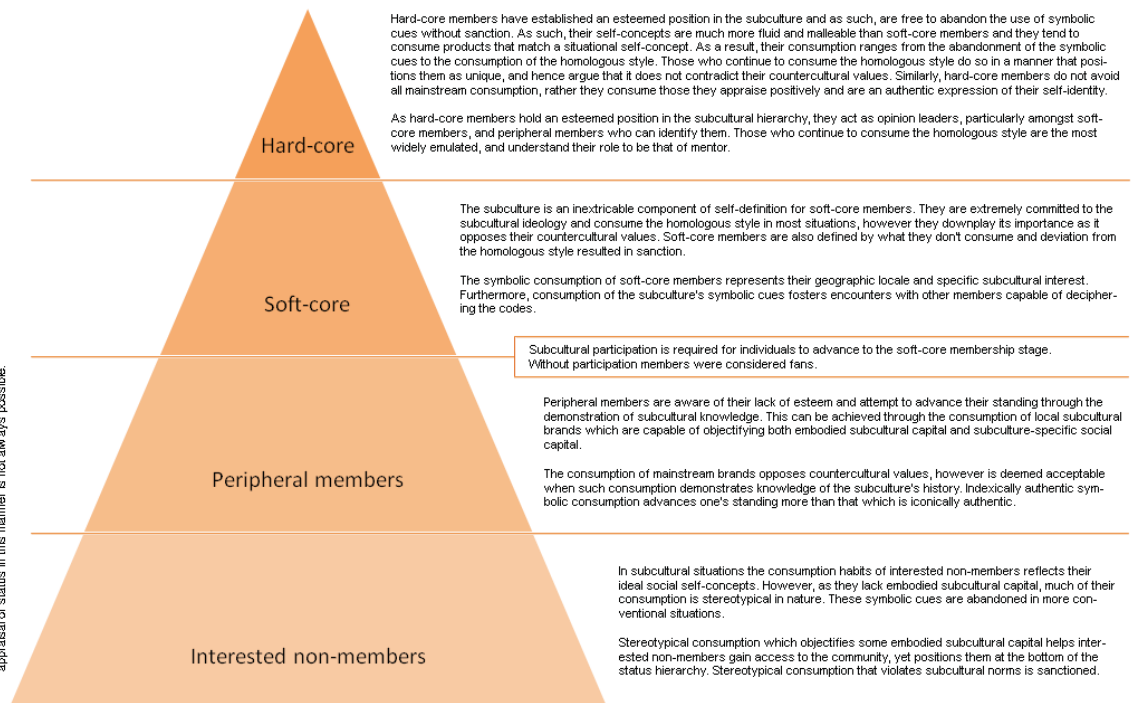 Hard-core members have established an esteemed position in the subculture and as such, are free to abandon the use of symbolic
cues without sanction. As such, their self-concepts are much more fluid and malleable than soft-core members and they tend to
consume products that match a situational self-concept. As a result, their consumption ranges from the abandonment of the symbolic
cues to the consumption of the homologous style. Those who continue to consume the homologous style do so in a manner that posi-
tions them as unique, and hence argue that it does not contradict their countercultural values. Similarly, hard-core members do not avoid
all mainstream consumption, rather they consume those they appraise positively and are an authentic expression of their self-identity.
As hard-core members hold an esteemed position in the subcultural hierarchy, they act as opinion leaders, particularly amongst soft-
core members, and peripheral members who can identify them. Those who continue to consume the homologous style are the most
widely emulated, and understand their role to be that of mentor.
Hard-core
The subculture is an inextricable component of self-definition for soft-core members. They are extremely committed to the
subcultural ideology and consume the homologous style in most situations, however they downplay its importance as it
opposes their countercultural values. Soft-core members are also defined by what they don't consume and deviation from
the homologous style resulted in sanction.
The symbolic consumption of soft-core members represents their geographic locale and specific subcultural interest.
Furthermore, consumption of the subculture's symbolic cues fosters encounters with other members capable of decipher-
ing the codes.
Soft-core
Subcultural participation is required for individuals to advance to the soft-core membership stage.
Without participation members were considered fans.
Peripheral members are aware of their lack of esteem and attempt to advance their standing through the
demonstration of subcultural knowledge. This can be achieved through the consumption of local subcultural
brands which are capable of objectifying both embodied subcultural capital and subculture-specific social
capital.
The consumption of mainstream brands opposes countercultural values, however is deemed acceptable
when such consumption demonstrates knowledge of the subculture's history. Indexically authentic sym-
bolic consumption advances one's standing more than that which is iconically authentic.
Peripheral members
In subcultural situations the consumption habits of interested non-members reflects their
ideal social self-concepts. However, as they lack embodied subcultural capital, much of their
consumption is stereotypical in nature. These symbolic cues are abandoned in more con-
ventional situations.
Stereotypical consumption which objectifies some embodied subcultural capital helps inter-
ested non-members gain access to the community, yet positions them at the bottom of the
status hierarchy. Stereotypical consumption that violates subcultural norms is sanctioned.
Interested non-members
appraisal of status in this manner is not always possible.